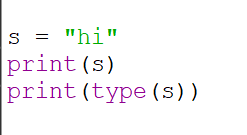 s = "hi"
print(s)
print(type(s))